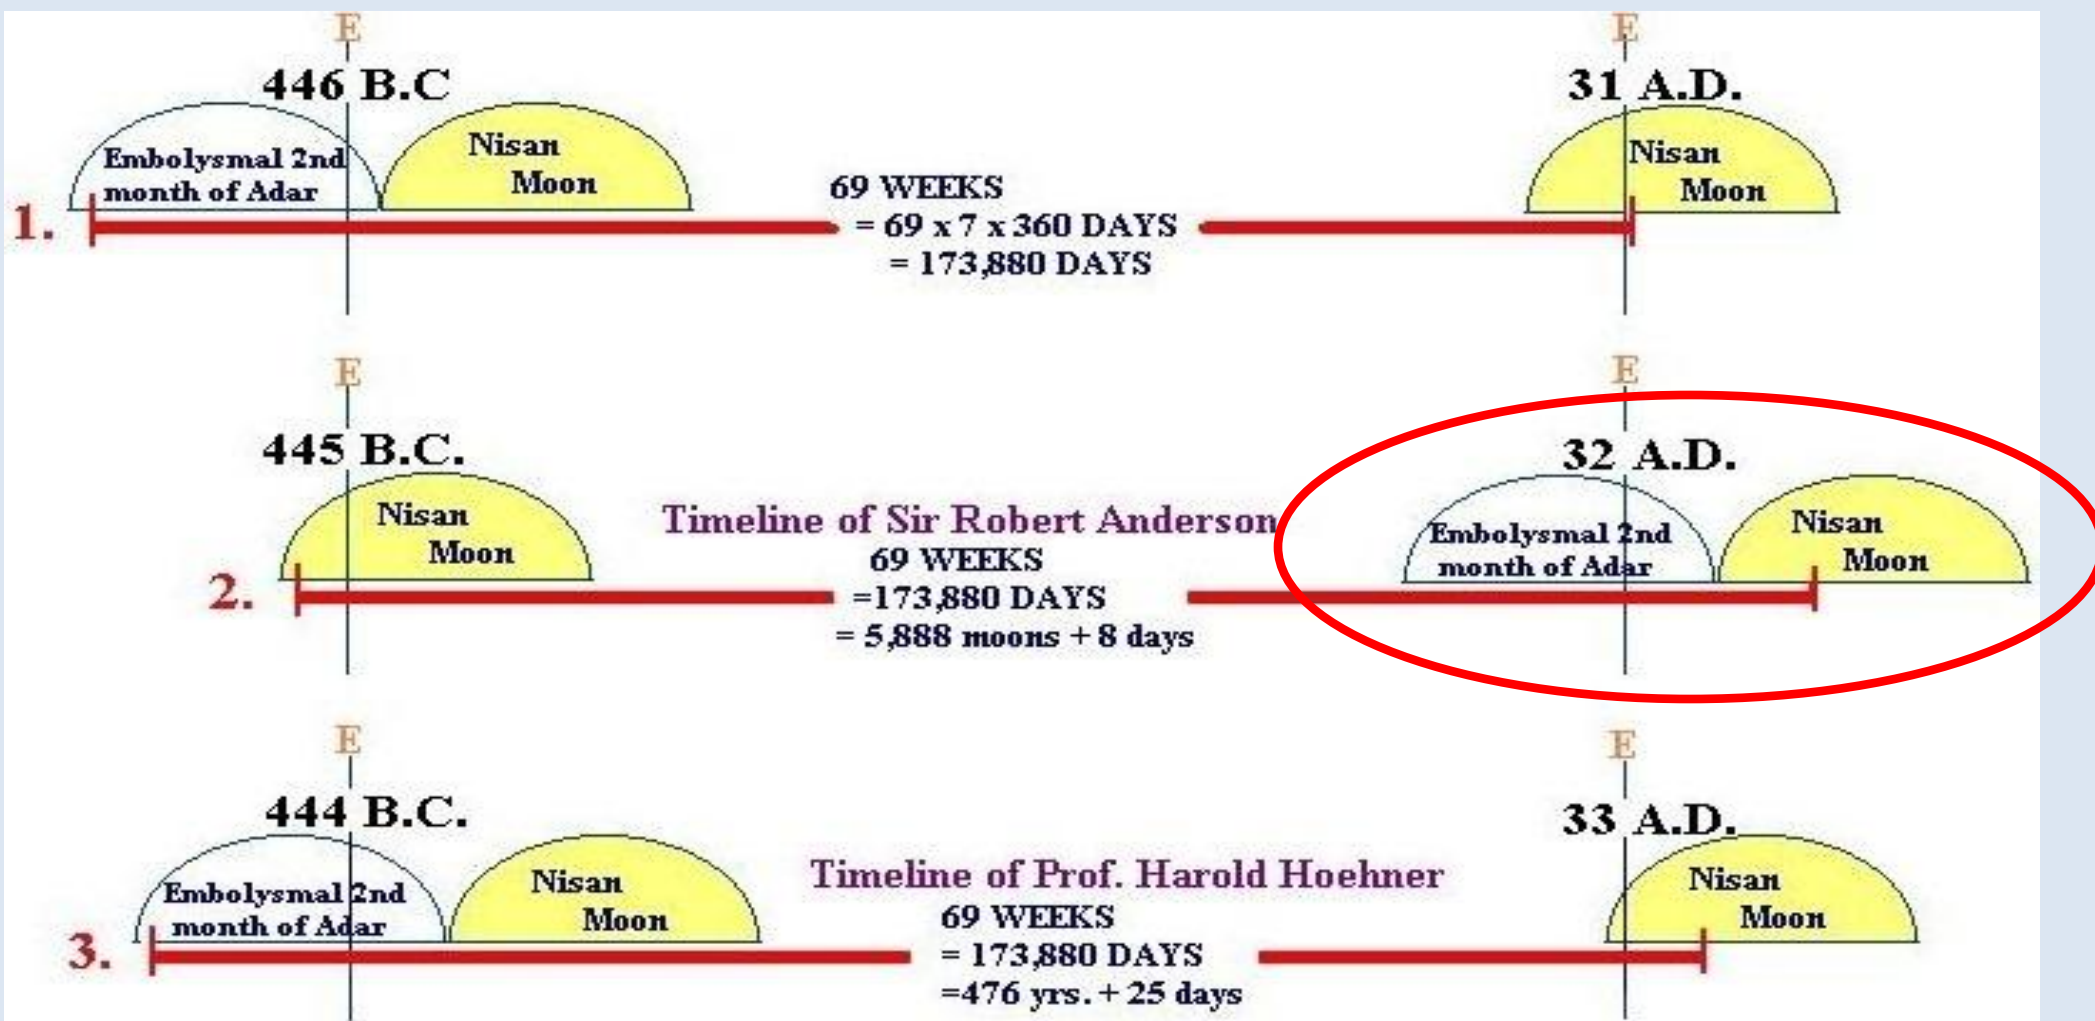 E
446 B.C
Embolysmal 2nd
month of Adar
Nisan
Moon
1.
69 WEEKS
= 69 x 7 x 360 DAYS
= 173,880 DAYS
E
31 A.D.
Nisan
Moon
E
445 B.C.
Nisan
Moon
2.
Timeline of Sir Robert Anderson
69 WEEKS
=173,880 DAYS
= 5,888 moons + 8 days
E
32 A.D.
Embolysmal 2nd
month of Adar
Nisan
Moon
E
444 B.C.
Embolysmal 2nd
month of Adar
Nisan
Moon
3.
Timeline of Prof. Harold Hoehner
69 WEEKS
= 173,880 DAYS
=476 yrs. + 25 days
E
33 A.D.
Nisan
Moon